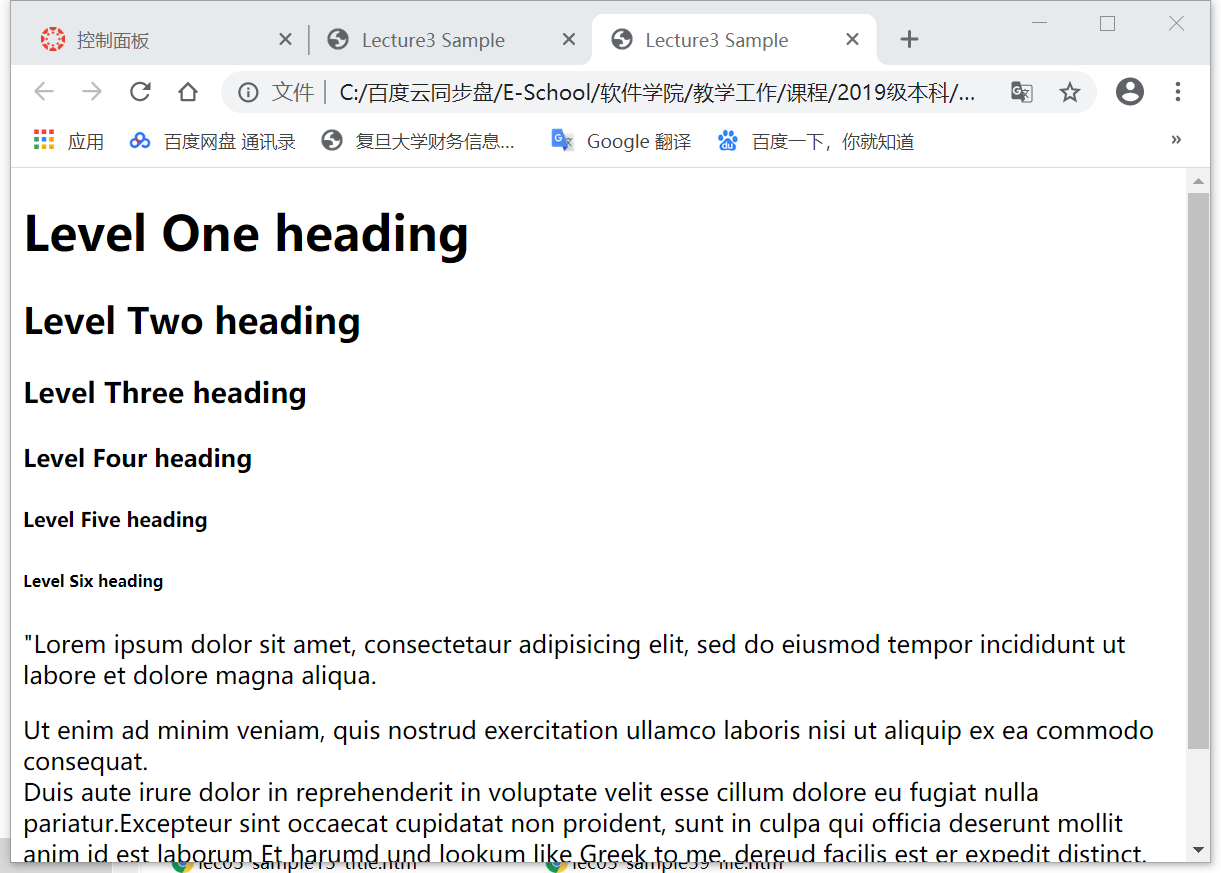 控制面板 Lecture3 Sample Lecture3 Sample
文件 C:/百度云同步盘/E-School/软件学院/教学工作/课程/2019级本科/...
应用 百度网盘 通讯录 复旦大学财务信息... Google 翻译 百度一下，你就知道 »
Level One heading
Level Two heading
Level Three heading
Level Four heading
Level Five heading
Level Six heading
"Lorem ipsum dolor sit amet, consectetaur adipisicing elit, sed do eiusmod tempor incididunt ut
labore et dolore magna aliqua.
Ut enim ad minim veniam, quis nostrud exercitation ullamco laboris nisi ut aliquip ex ea commodo
consequat.
Duis aute irure dolor in reprehenderit in voluptate velit esse cillum dolore eu fugiat nulla
pariatur.Excepteur sint occaecat cupidatat non proident, sunt in culpa qui officia deserunt mollit
anim id est laborum Et harumd und lookum like Greek to me, dereud facilis est er expedit distinct.